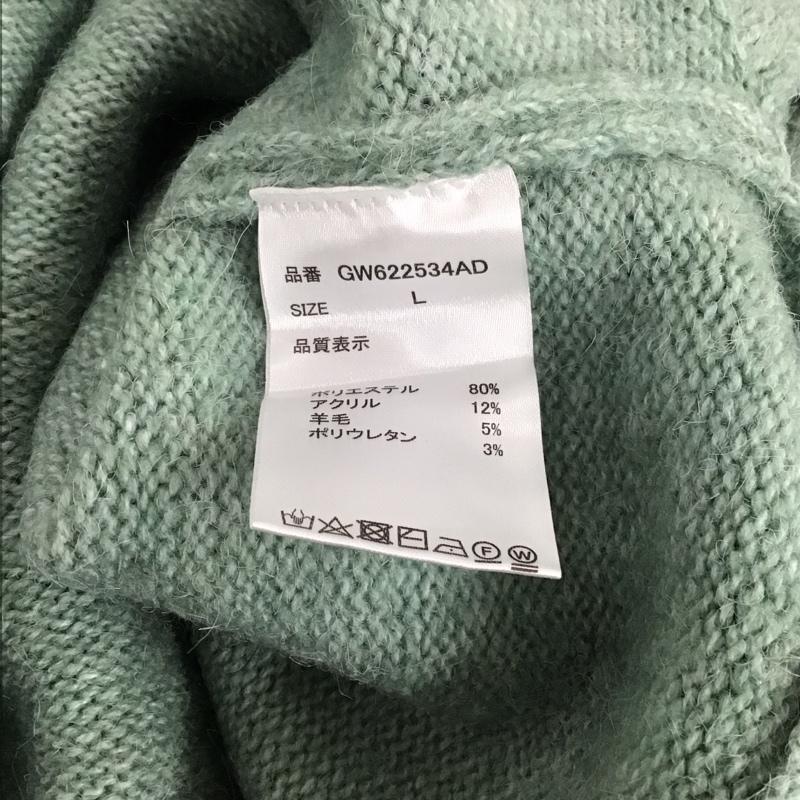 品番 GW622534AD
SIZE L
品質表示
ポリエステル 80%
アクリル 12%
羊毛 5%
ポリウレタン 3%
F W